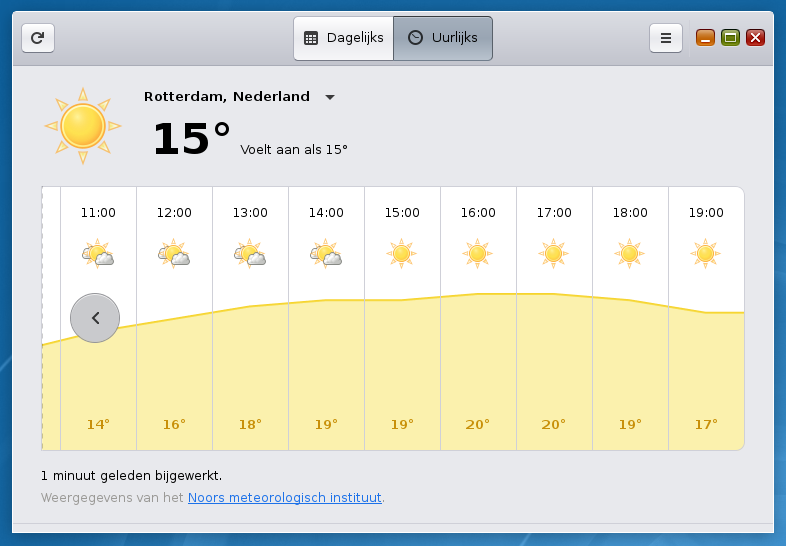 Dagelijks Uurlijks
Rotterdam, Nederland
15° Voelt aan als 15°
11:00 12:00 13:00 14:00 15:00 16:00 17:00 18:00 19:00
14° 16° 18° 19° 19° 20° 20° 19° 17°
1 minuut geleden bijgewerkt.
Weergegevens van het Noors meteorologisch instituut.